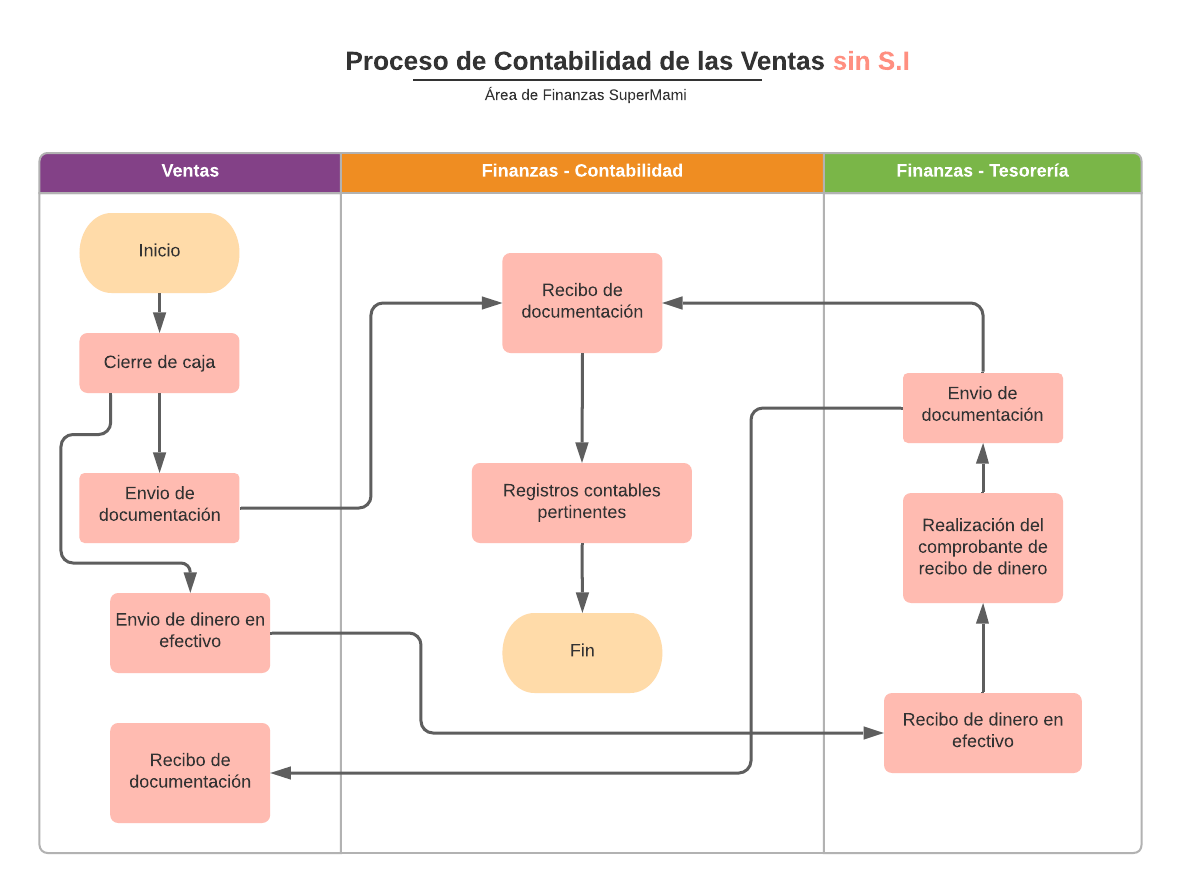 Proceso de Contabilidad de las Ventas sin S.I
Área de Finanzas SuperMami
Ventas
Finanzas - Contabilidad
Finanzas - Tesorería
Inicio
Cierre de caja
Envio de
documentación
Envio de dinero en
efectivo
Recibo de
documentación
Recibo de
documentación
Registros contables
pertinentes
Fin
Envio de
documentación
Realización del
comprobante de
recibo de dinero
Recibo de dinero en
efectivo